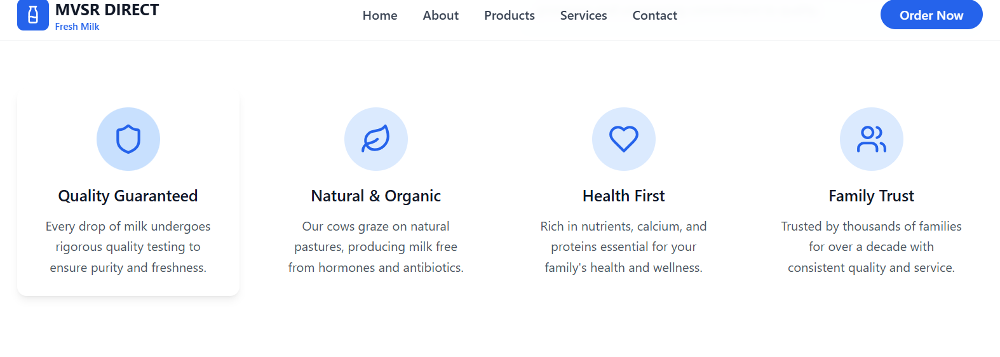 MVSR DIRECT
Fresh Milk
Home About Products Services Contact
Order Now
Quality Guaranteed
Every drop of milk undergoes
rigorous quality testing to
ensure purity and freshness.
Natural & Organic
Our cows graze on natural
pastures, producing milk free
from hormones and antibiotics.
Health First
Rich in nutrients, calcium, and
proteins essential for your
family's health and wellness.
Family Trust
Trusted by thousands of families
for over a decade with
consistent quality and service.